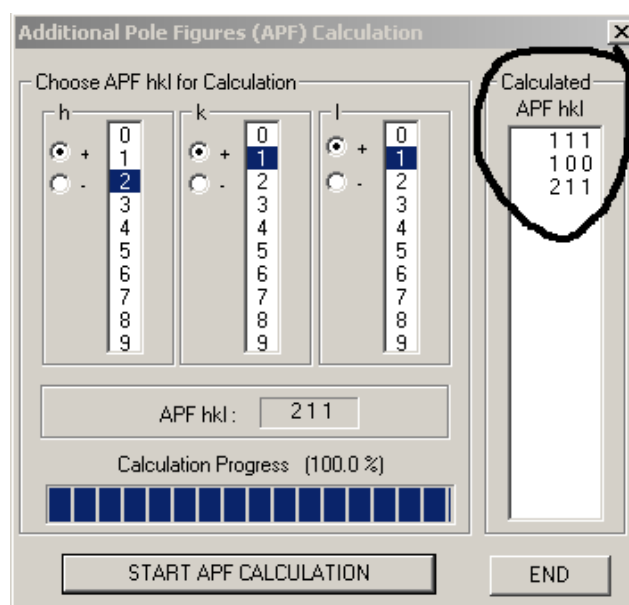 Additional Pole Figures (APF) Calculation
Choose APF hkl for Calculation
h
+
-
0
1
2
3
4
5
6
7
8
9
k
+
-
0
1
2
3
4
5
6
7
8
9
l
+
-
0
1
2
3
4
5
6
7
8
9
APF hkl : 2 1 1
Calculation Progress (100.0 %)
START APF CALCULATION
Calculated
APF hkl
1 1 1
1 0 0
2 1 1
END